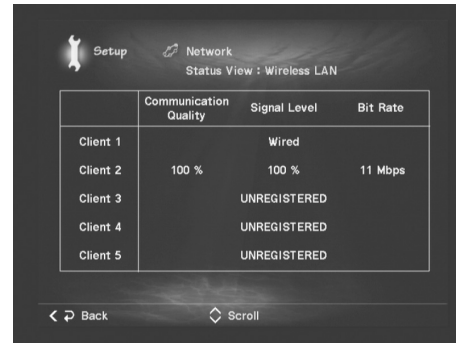 Setup Network
Status View : Wireless LAN
Communication Quality Signal Level Bit Rate
Client 1 Wired
Client 2 100 % 100 % 11 Mbps
Client 3 UNREGISTERED
Client 4 UNREGISTERED
Client 5 UNREGISTERED
Back Scroll